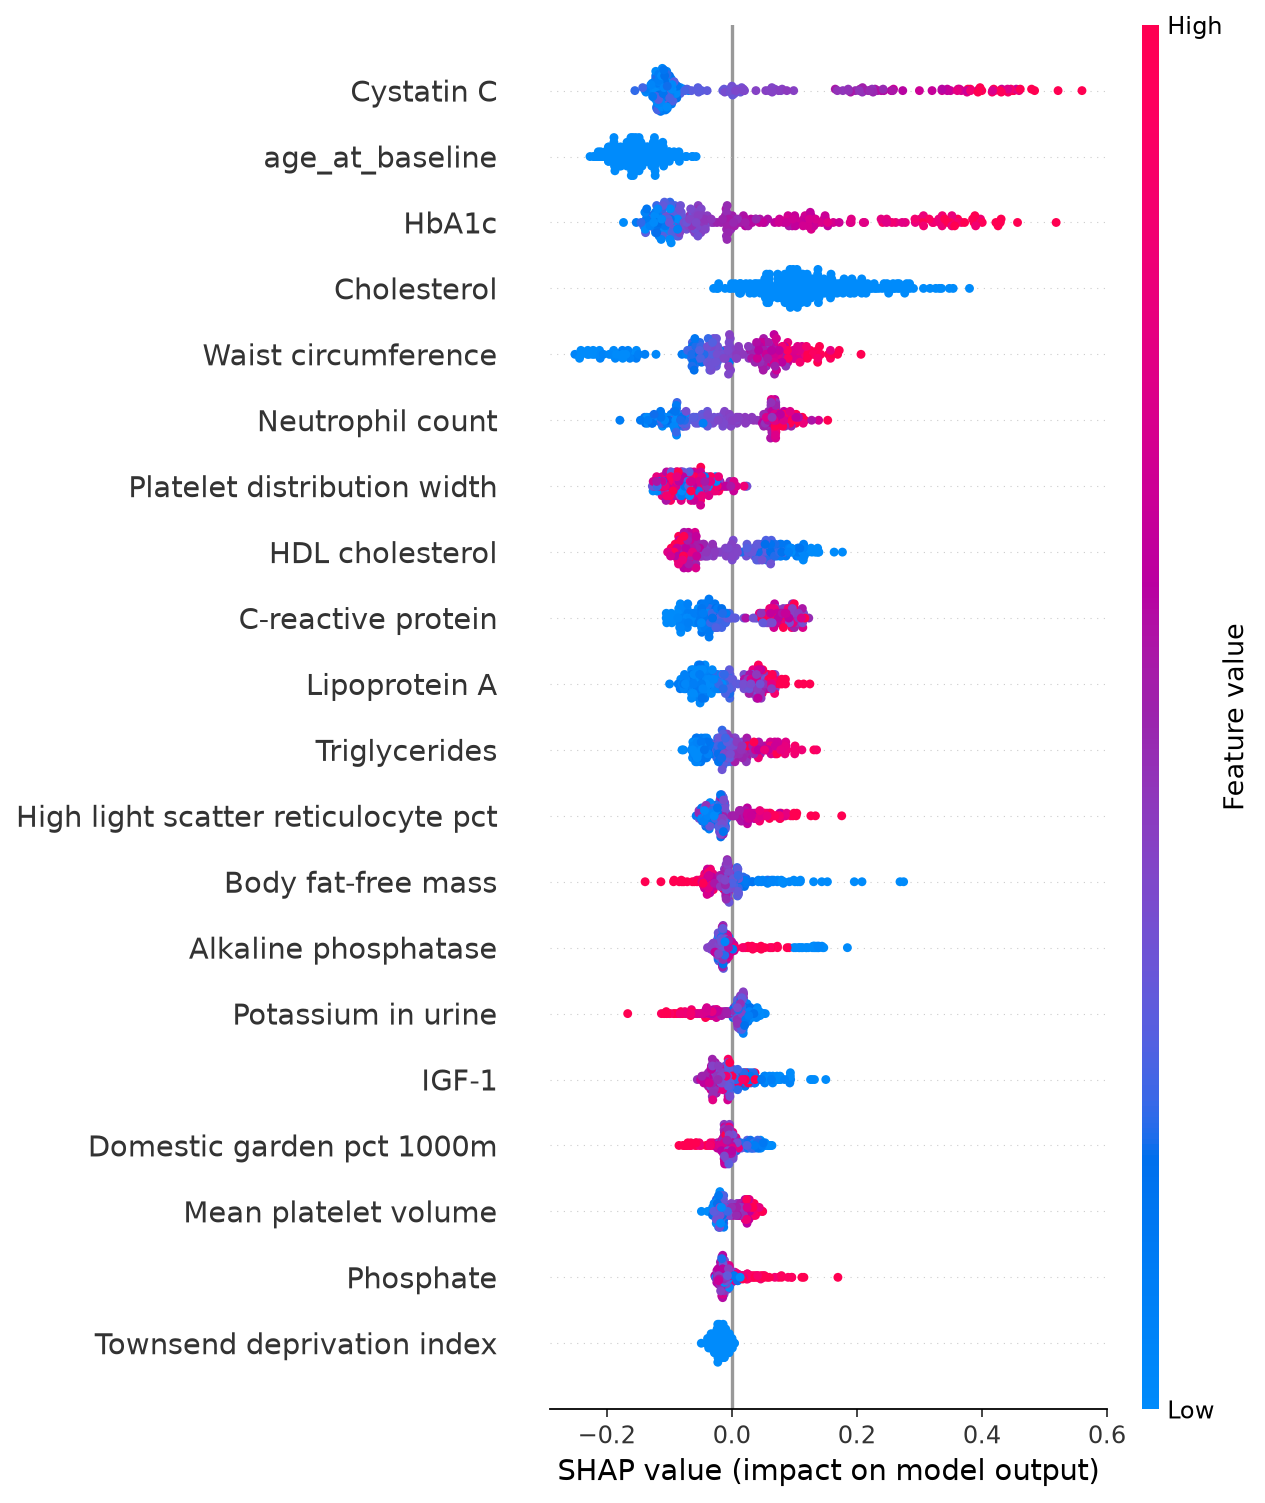 High
Cystatin C
age_at_baseline
HbA1c
Cholesterol
Waist circumference
Neutrophil count
Platelet distribution width
HDL cholesterol
C-reactive protein
Lipoprotein A
Triglycerides
High light scatter reticulocyte pct
Body fat-free mass
Alkaline phosphatase
Potassium in urine
IGF-1
Domestic garden pct 1000m
Mean platelet volume
Phosphate
Townsend deprivation index
Feature value
Low
−0.2 0.0 0.2 0.4 0.6
SHAP value (impact on model output)